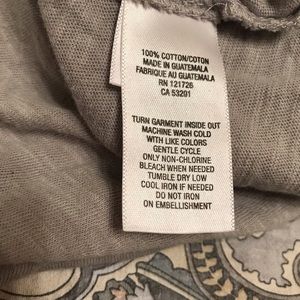 100% COTTON/COTON
MADE IN GUATEMALA
FABRIQUE AU GUATEMALA
RN 121726
CA 53201
TURN GARMENT INSIDE OUT
MACHINE WASH COLD
WITH LIKE COLORS
GENTLE CYCLE
ONLY NON-CHLORINE
BLEACH WHEN NEEDED
TUMBLE DRY LOW
COOL IRON IF NEEDED
DO NOT IRON
ON EMBELLISHMENT